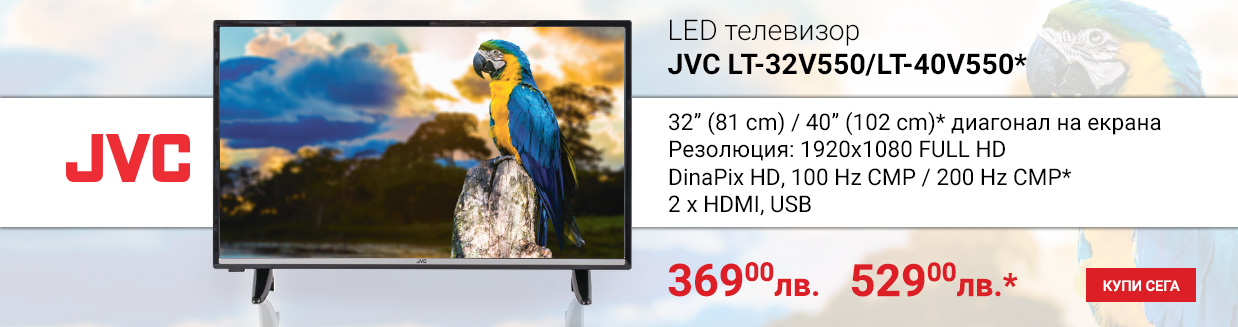 JVC
JVC
LED телевизор
JVC LT-32V550/LT-40V550*
32” (81 cm) / 40” (102 cm)* диагонал на екрана
Резолюция: 1920x1080 FULL HD
DinaPix HD, 100 Hz CMP / 200 Hz CMP*
2 x HDMI, USB
369⁰⁰лв. 529⁰⁰лв.*
КУПИ СЕГА